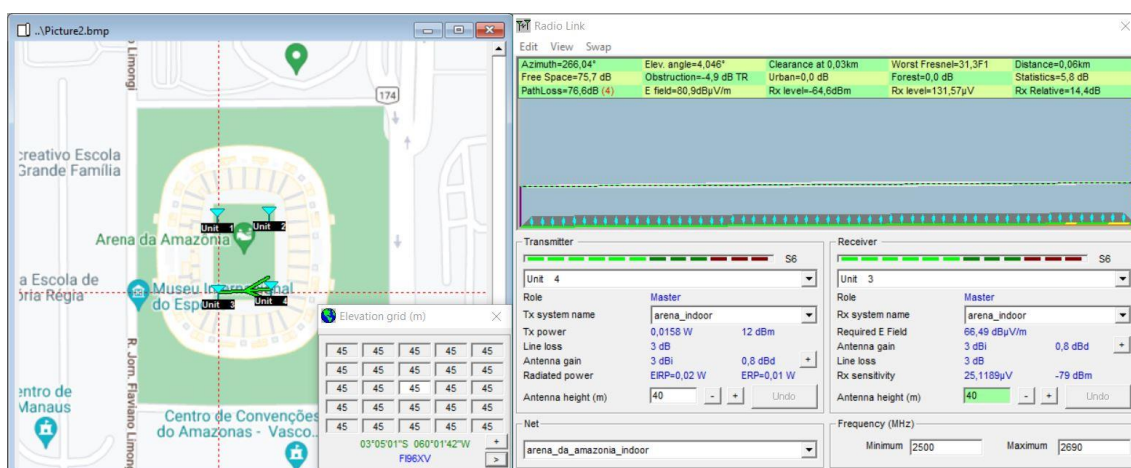 ..\Picture2.bmp
Limongi
174
creativo Escola
Grande Família
Unit 1
Unit 2
Arena da Amazônia
a Escola de
ória Régia
Museu Internacional
do Esp
Unit 3
Unit 4
R. Jorn. Flaviano Limongi
entro de
Manaus
Centro de Convenções
do Amazonas - Vasco...
Elevation grid (m)
45 45 45 45 45
45 45 45 45 45
45 45 45 45 45
45 45 45 45 45
45 45 45 45 45
03°05'01"S 060°01'42"W
FI96XV
+
>
Radio Link
Edit View Swap
Azimuth=266,04° Elev. angle=4,046° Clearance at 0,03km Worst Fresnel=31,3F1 Distance=0,06km
Free Space=75,7 dB Obstruction=-4,9 dB TR Urban=0,0 dB Forest=0,0 dB Statistics=5,8 dB
PathLoss=76,6dB (4) E field=80,9dBµV/m Rx level=-64,6dBm Rx level=131,57µV Rx Relative=14,4dB
Transmitter
S6
Unit 4
Role Master
Tx system name arena_indoor
Tx power 0,0158 W 12 dBm
Line loss 3 dB
Antenna gain 3 dBi 0,8 dBd +
Radiated power EIRP=0,02 W ERP=0,01 W
Antenna height (m) 40 - + Undo
Net
arena_da_amazonia_indoor
Receiver
S6
Unit 3
Role Master
Rx system name arena_indoor
Required E Field 66,49 dBµV/m
Antenna gain 3 dBi 0,8 dBd +
Line loss 3 dB
Rx sensitivity 25,1189µV -79 dBm
Antenna height (m) 40 - + Undo
Frequency (MHz)
Minimum 2500 Maximum 2690